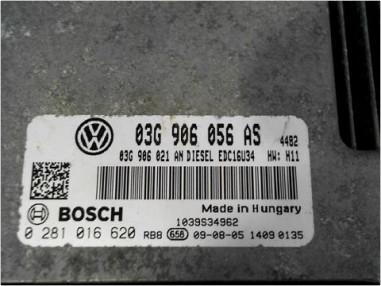 03G 906 056 AS 4482
03G 906 021 AN DIESEL EDC16U34 HW: H11
Made in Hungary
BOSCH 1039S34962
0 281 016 620 RB8 656 09-08-05 1409 0135